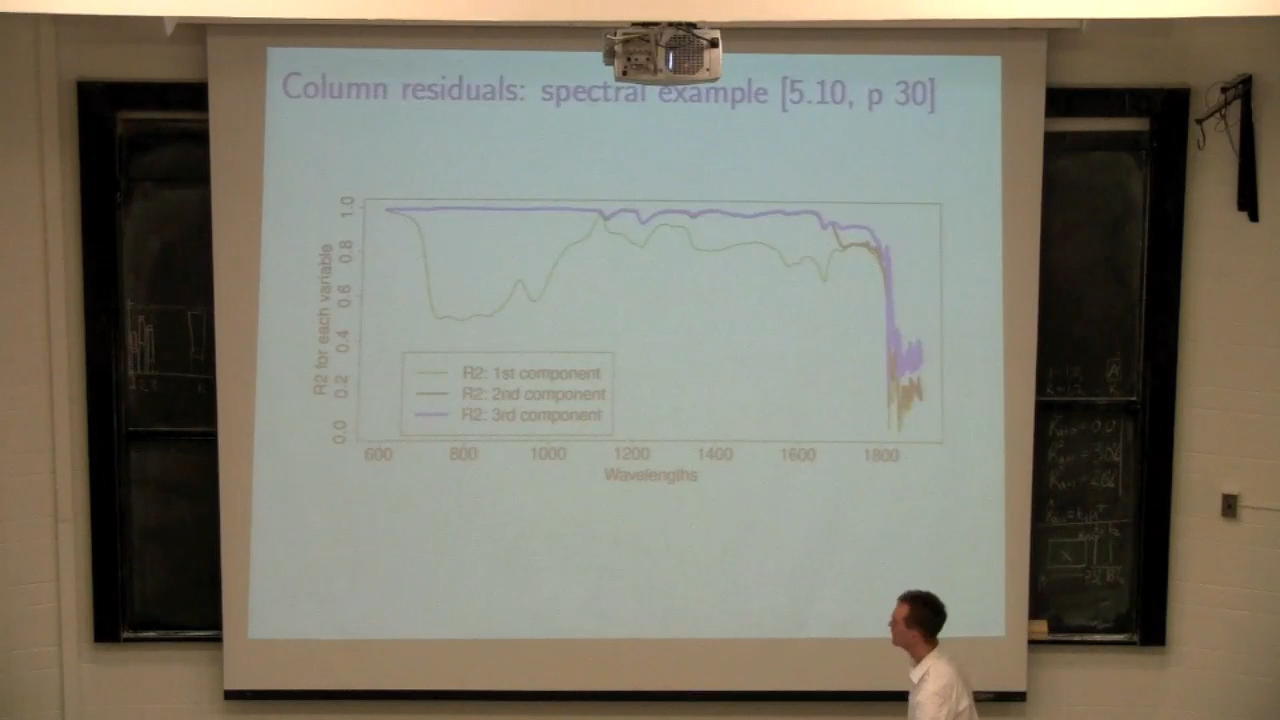 Column residuals: spectral example [5.10, p 30]
R2 for each variable
1.0
0.8
0.6
0.4
0.2
0.0
R2: 1st component
R2: 2nd component
R2: 3rd component
600 800 1000 1200 1400 1600 1800
Wavelengths